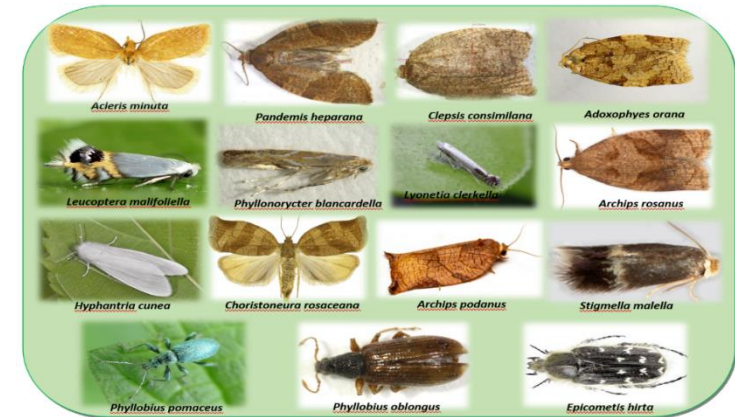 Acleris minuta
Pandemis heparana
Clepsis consimilana
Adoxophyes orana
Leucoptera malifoliella
Phyllonorycter blancardella
Lyonetia clerkella
Archips rosanus
Hyphantria cunea
Choristoneura rosaceana
Archips podanus
Stigmella malella
Phyllobius pomaceus
Phyllobius oblongus
Epicometis hirta